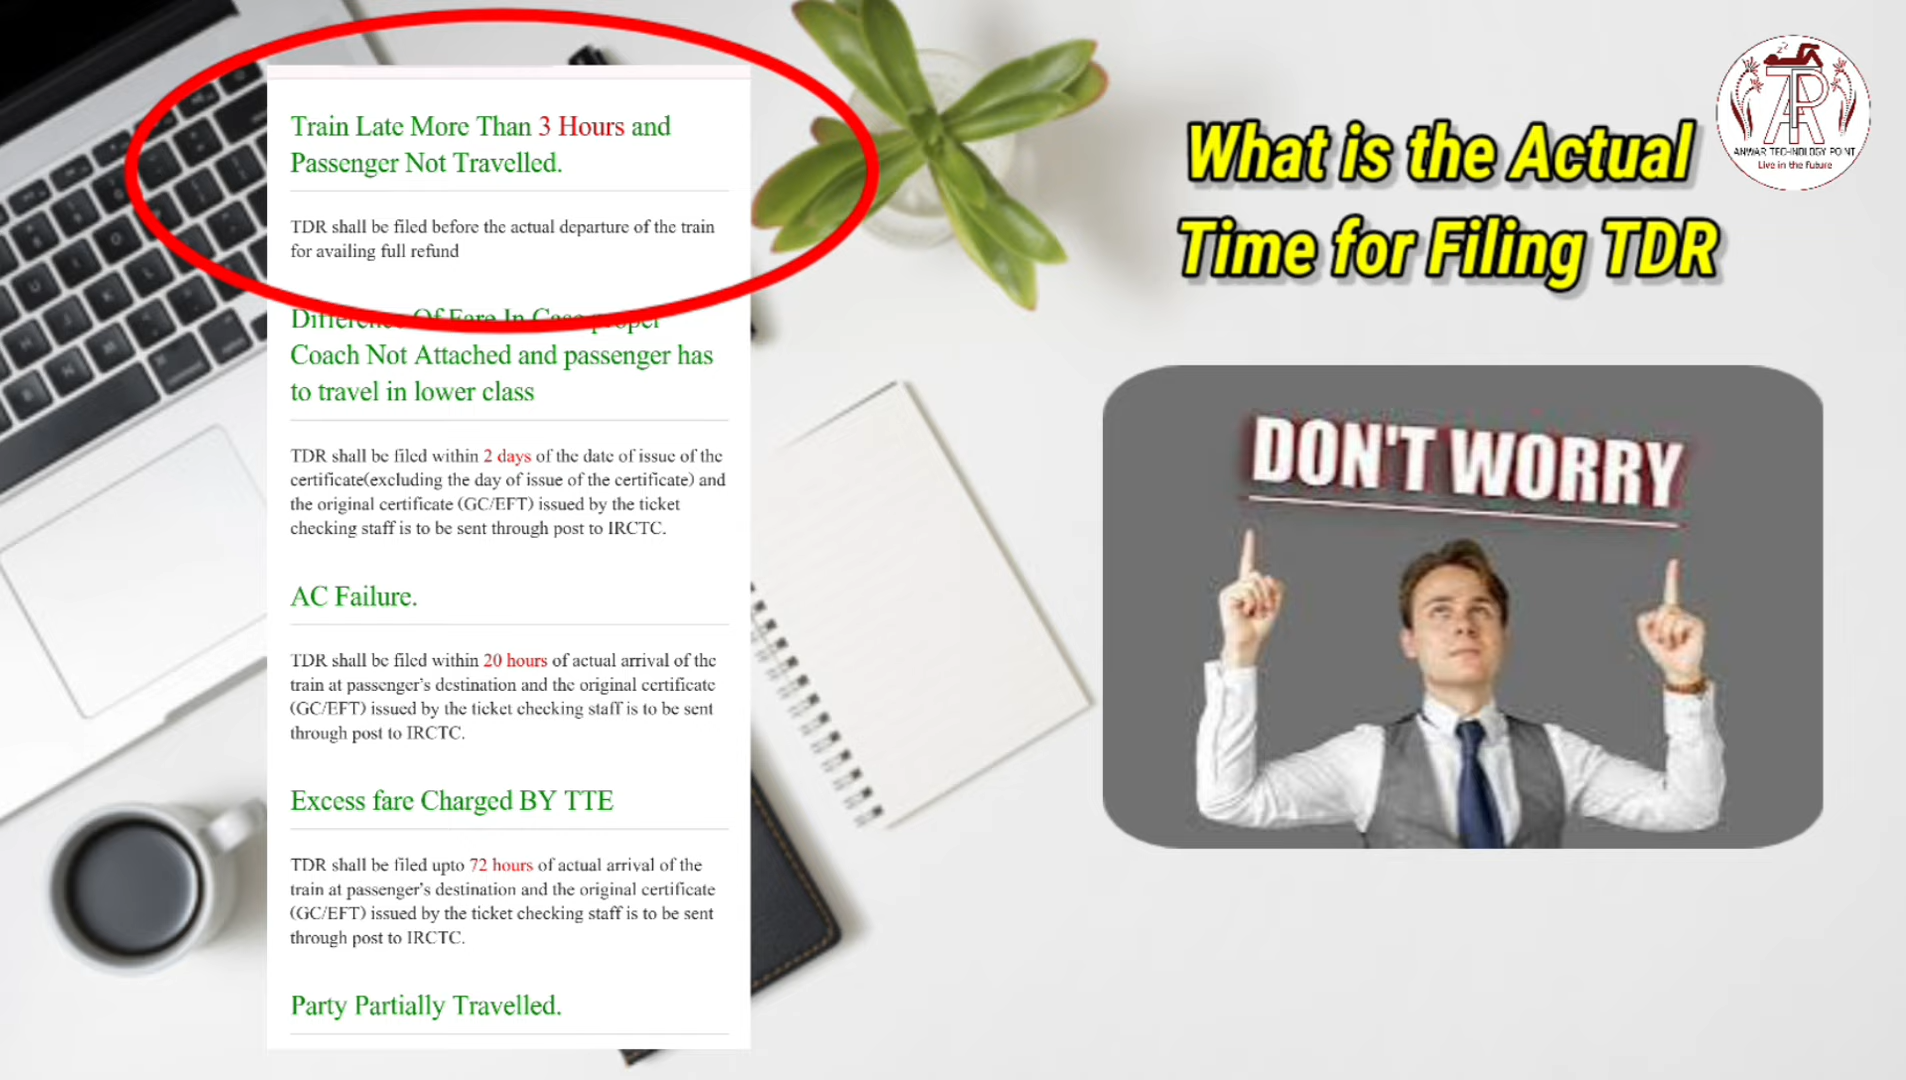 Train Late More Than 3 Hours and
Passenger Not Travelled.
TDR shall be filed before the actual departure of the train
for availing full refund
Difference Of Fare In Case proper
Coach Not Attached and passenger has
to travel in lower class
TDR shall be filed within 2 days of the date of issue of the
certificate(excluding the day of issue of the certificate) and
the original certificate (GC/EFT) issued by the ticket
checking staff is to be sent through post to IRCTC.
AC Failure.
TDR shall be filed within 20 hours of actual arrival of the
train at passenger's destination and the original certificate
(GC/EFT) issued by the ticket checking staff is to be sent
through post to IRCTC.
Excess fare Charged BY TTE
TDR shall be filed upto 72 hours of actual arrival of the
train at passenger's destination and the original certificate
(GC/EFT) issued by the ticket checking staff is to be sent
through post to IRCTC.
Party Partially Travelled.
What is the Actual
Time for Filing TDR
ANWAR TECHNOLOGY POINT
Live in the Future
DON'T WORRY